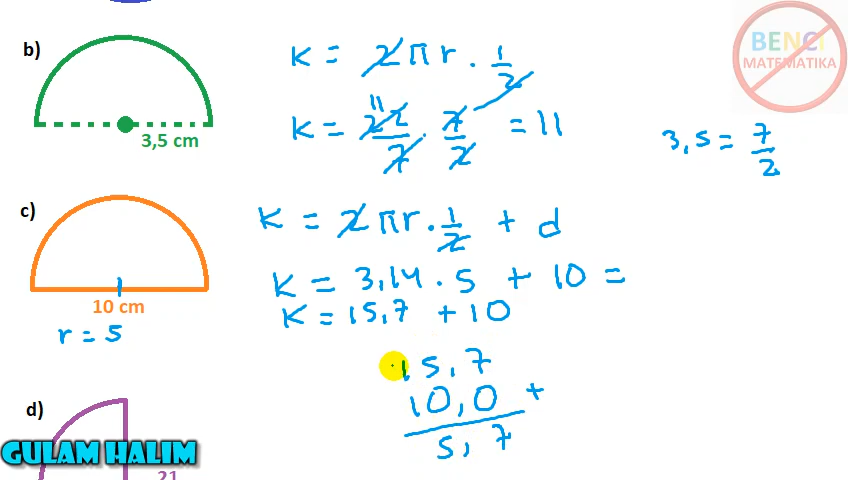 b)
3,5 cm
K = 2πr · 1/2
K = 22/7 · 7/2 = 11
11
3,5 = 7/2
BENCI
MATEMATIKA
c)
10 cm
r = 5
K = 2πr · 1/2 + d
K = 3,14 · 5 + 10 =
K = 15,7 + 10
15,7
10,0 +
5,7
d)
21
GULAM HALIM